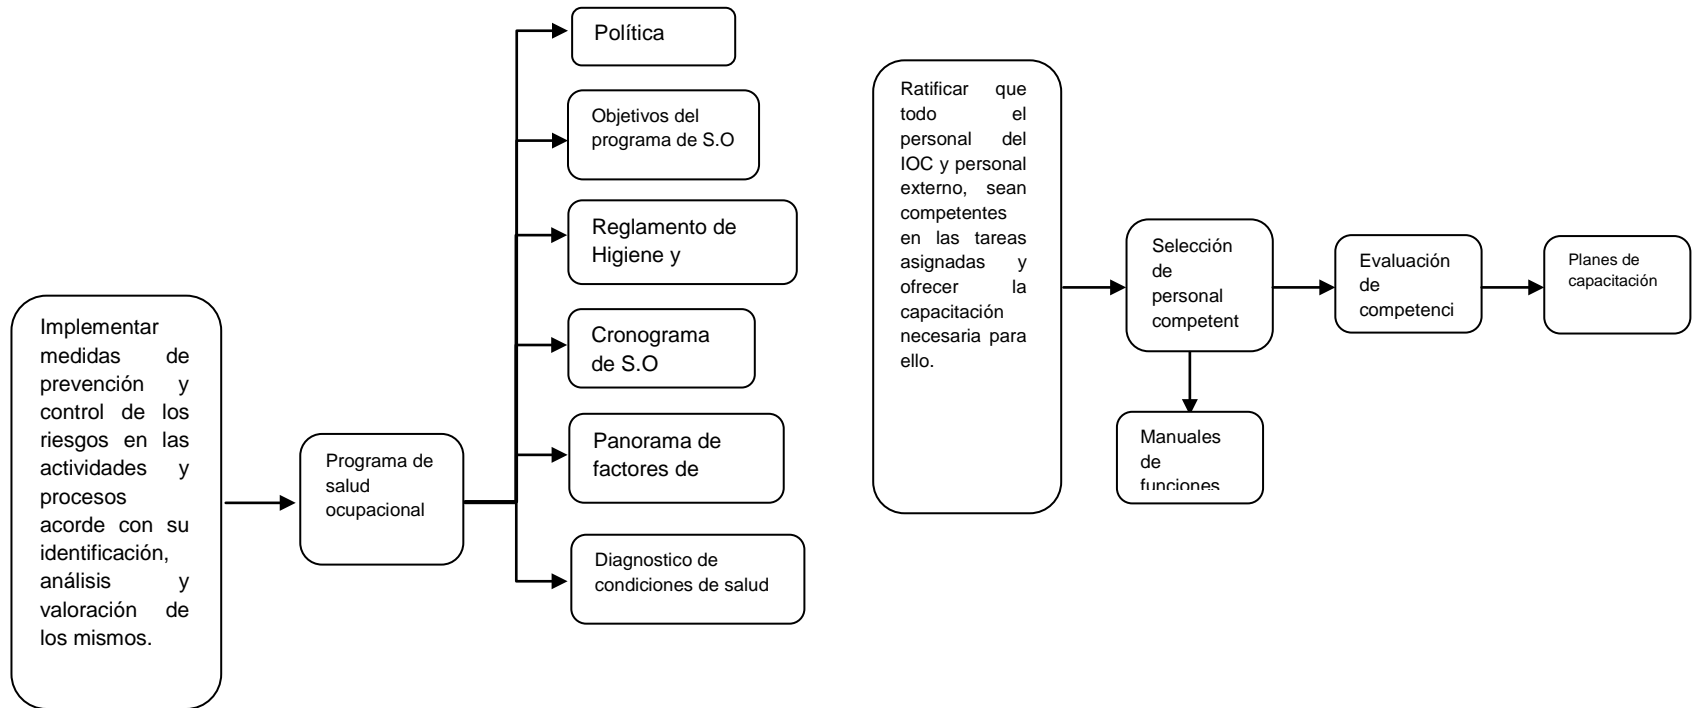 Implementar
medidas de
prevención y
control de los
riesgos en las
actividades y
procesos
acorde con su
identificación,
análisis y
valoración de
los mismos.
Programa de
salud
ocupacional
Política
Objetivos del
programa de S.O
Reglamento de
Higiene y
Cronograma
de S.O
Panorama de
factores de
Diagnostico de
condiciones de salud
Ratificar que
todo el
personal del
IOC y personal
externo, sean
competentes
en las tareas
asignadas y
ofrecer la
capacitación
necesaria para
ello.
Selección
de
personal
competent
Manuales
de
funciones
Evaluación
de
competenci
Planes de
capacitación